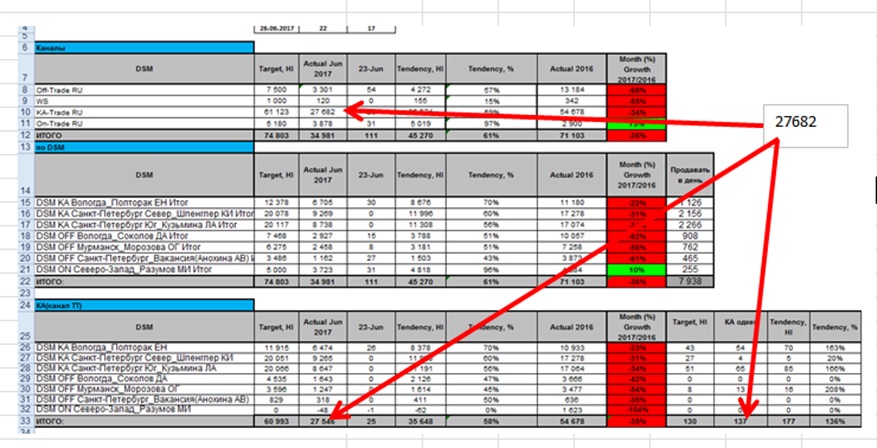 4 26.06.2017 22 17
5
6 Каналы
7 DSM Target, Hl Actual Jun 2017 23-Jun Tendency, Hl Tendency, % Actual 2016 Month (%) Growth 2017/2016
8 Off-Trade RU 7 500 3 301 54 4 272 57% 13 184 -68%
9 WS 1 000 120 0 155 15% 342 -55%
10 KA-Trade RU 61 123 27 682 54 678 -34%
27682
11 On-Trade RU 5 180 3 878 31 5 019 97% 2 900
12 ИТОГО 74 803 34 981 111 45 270 61% 71 103 -36%
13 по DSM
14 DSM Target, Hl Actual Jun 2017 23-Jun Tendency, Hl Tendency, % Actual 2016 Month (%) Growth 2017/2016 Продавать в день
15 DSM KA Вологда_Полторак ЕН Итог 12 378 6 705 30 8 676 70% 11 180 -22% 1 126
16 DSM KA Санкт-Петербург Север_Шпенглер КИ Итог 20 078 9 269 0 11 996 60% 17 278 -31% 2 156
17 DSM KA Санкт-Петербург Юг_Кузьмина ЛА Итог 20 117 8 738 0 11 308 56% 17 074 2 266
18 DSM OFF Вологда_Соколов ДА Итог 7 468 2 927 15 3 788 51% 10 057 -62% 908
19 DSM OFF Мурманск_Морозова ОГ Итог 6 275 2 458 8 3 181 51% 7 258 -56% 762
20 DSM OFF Санкт-Петербург_Вакансия(Анохина АВ) И 3 486 1 162 27 1 503 43% 3 873 -61% 465
21 DSM ON Северо-Запад_Разумов МИ Итог 5 000 3 723 31 4 818 96% 10% 255
22 ИТОГО: 74 803 34 981 111 45 270 61% 71 103 -36% 7 938
23
24 КА(канал ТТ)
25 DSM Target, Hl Actual Jun 2017 23-Jun Tendency, Hl Tendency, % Actual 2016 Month (%) Growth 2017/2016 Target, Hl Tendency, Hl Tendency, %
26 DSM KA Вологда_Полторак ЕН 11 915 6 474 26 8 378 70% 10 933 -23% 43 54 70 163%
27 DSM KA Санкт-Петербург Север_Шпенглер КИ 20 051 9 265 0 60% 17 278 -31% 27 4 5 20%
28 DSM KA Санкт-Петербург Юг_Кузьмина ЛА 20 066 8 647 0 191 56% 17 064 -34% 51 65 85 166%
29 DSM OFF Вологда_Соколов ДА 4 535 1 643 0 2 126 47% 3 666 -42% 0 0 0 0%
30 DSM OFF Мурманск_Морозова ОГ 3 596 1 247 0 1 614 45% 3 477 -54% 8 13 16 208%
31 DSM OFF Санкт-Петербург_Вакансия(Анохина АВ) 829 318 411 50% 636 -35% 0 0 0 0%
32 DSM ON Северо-Запад_Разумов МИ 0 -48 -1 -62 0% 1 623 -104% 0 0 0%
33 ИТОГО: 60 993 27 546 25 35 648 58% 54 678 -35% 130 137 177 136%
34